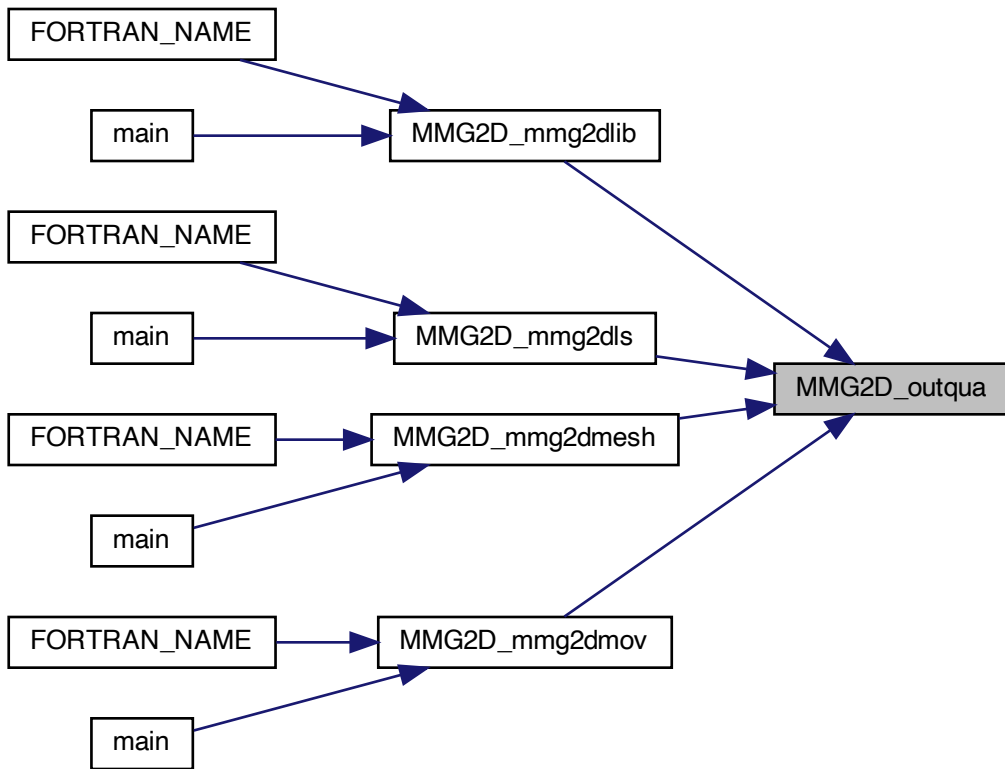 FORTRAN_NAME
main
MMG2D_mmg2dlib
FORTRAN_NAME
main
MMG2D_mmg2dls
MMG2D_outqua
FORTRAN_NAME
MMG2D_mmg2dmesh
main
FORTRAN_NAME
MMG2D_mmg2dmov
main